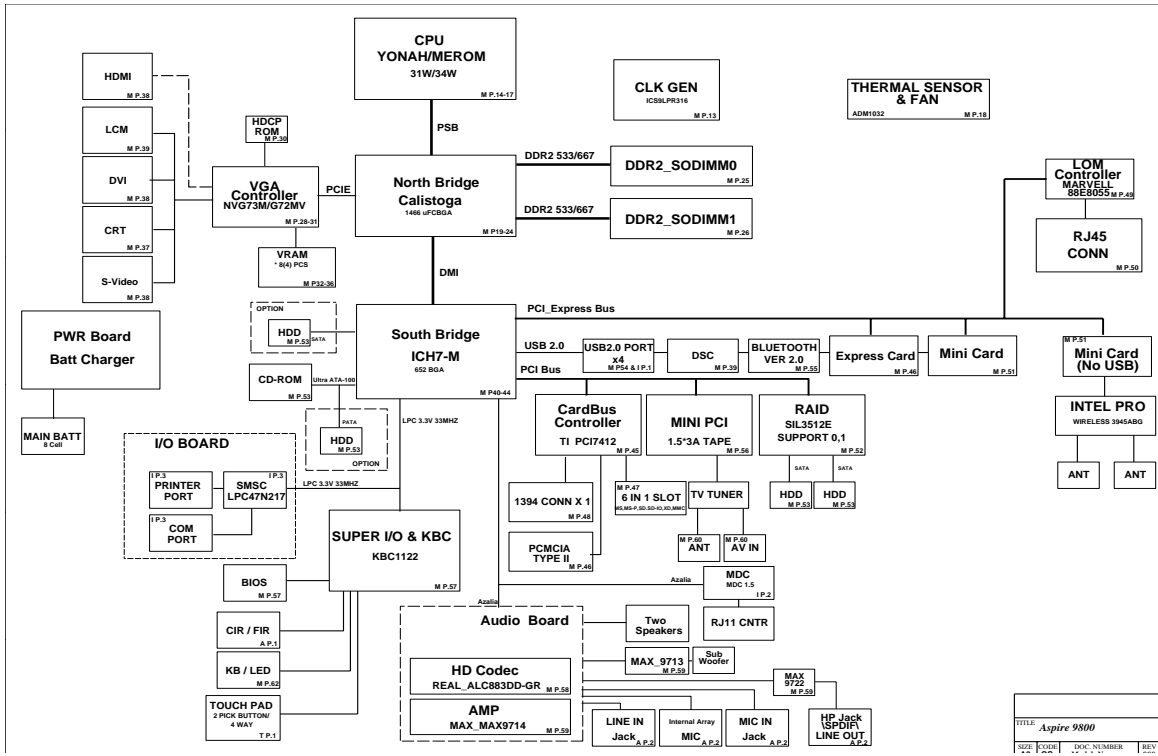 CPU
YONAH/MEROM
31W/34W
M P.14-17
HDMI
M P.38
CLK GEN
ICS9LPR316
M P.13
THERMAL SENSOR
& FAN
ADM1032
M P.18
HDCP
ROM
M P.30
LCM
M P.39
PSB
DVI
M P.38
VGA
Controller
NVG73M/G72MV
M P.28-31
PCIE
North Bridge
Calistoga
1466 uFCBGA
M P19-24
DDR2 533/667
DDR2_SODIMM0
M P.25
DDR2 533/667
DDR2_SODIMM1
M P.26
LOM
Controller
MARVELL
88E8055
M P.49
RJ45
CONN
M P.50
CRT
M P.37
VRAM
* 8(4) PCS
M P32-36
S-Video
M P.38
DMI
PWR Board
Batt Charger
OPTION
HDD
M P.53
SATA
South Bridge
ICH7-M
652 BGA
M P40-44
PCI_Express Bus
USB 2.0
USB2.0 PORT
x4
M P54 & I P.1
DSC
M P.39
BLUETOOTH
VER 2.0
M P.55
Express Card
M P.46
Mini Card
M P.51
M P.51
Mini Card
(No USB)
PCI Bus
CD-ROM
M P.53
Ultra ATA-100
LPC 3.3V 33MHZ
PATA
HDD
M P.53
OPTION
CardBus
Controller
TI PCI7412
M P.45
MINI PCI
1.5*3A TAPE
M P.56
RAID
SIL3512E
SUPPORT 0,1
M P.52
INTEL PRO
WIRELESS 3945ABG
ANT
ANT
MAIN BATT
8 Cell
I/O BOARD
I P.3
PRINTER
PORT
I P.3
SMSC
LPC47N217
LPC 3.3V 33MHZ
I P.3
COM
PORT
1394 CONN X 1
M P.48
M P.47
6 IN 1 SLOT
MS,MS-P,SD,SD-IO,XD,MMC
TV TUNER
SATA
SATA
HDD
M P.53
HDD
M P.53
PCMCIA
TYPE II
M P.46
M P.60
ANT
M P.60
AV IN
SUPER I/O & KBC
KBC1122
M P.57
BIOS
M P.57
Azalia
MDC
MDC 1.5
I P.2
RJ11 CNTR
Azalia
CIR / FIR
A P.1
KB / LED
M P.62
TOUCH PAD
2 PICK BUTTON/
4 WAY
T P.1
Audio Board
Two
Speakers
MAX_9713
M P.59
Sub
Woofer
HD Codec
REAL_ALC883DD-GR
M P.58
MAX
9722
M P.59
AMP
MAX_MAX9714
M P.59
LINE IN
Jack
A P.2
Internal Array
MIC
A P.2
MIC IN
Jack
A P.2
HP Jack
\SPDIF\
LINE OUT
A P.2
TITLE
Aspire 9800
SIZE
CODE
DOC. NUMBER
REV